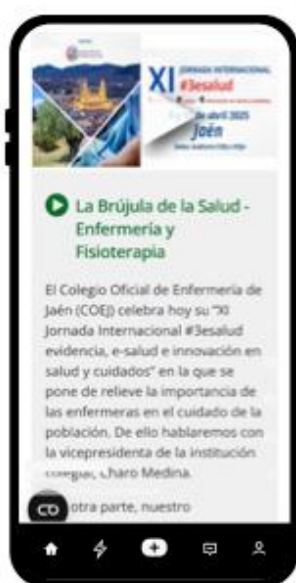 XI JORNADA INTERNACIONAL
#3esalud
de abril 2025
Jaén
La Brújula de la Salud -
Enfermería y
Fisioterapia
El Colegio Oficial de Enfermería de
Jaén (COEJ) celebra hoy su "XI
Jornada Internacional #3esalud
evidencia, e-salud e innovación en
salud y cuidados" en la que se
pone de relieve la importancia de
las enfermeras en el cuidado de la
población. De ello hablaremos con
la vicepresidenta de la institución
colegial, Charo Medina.
otra parte, nuestro